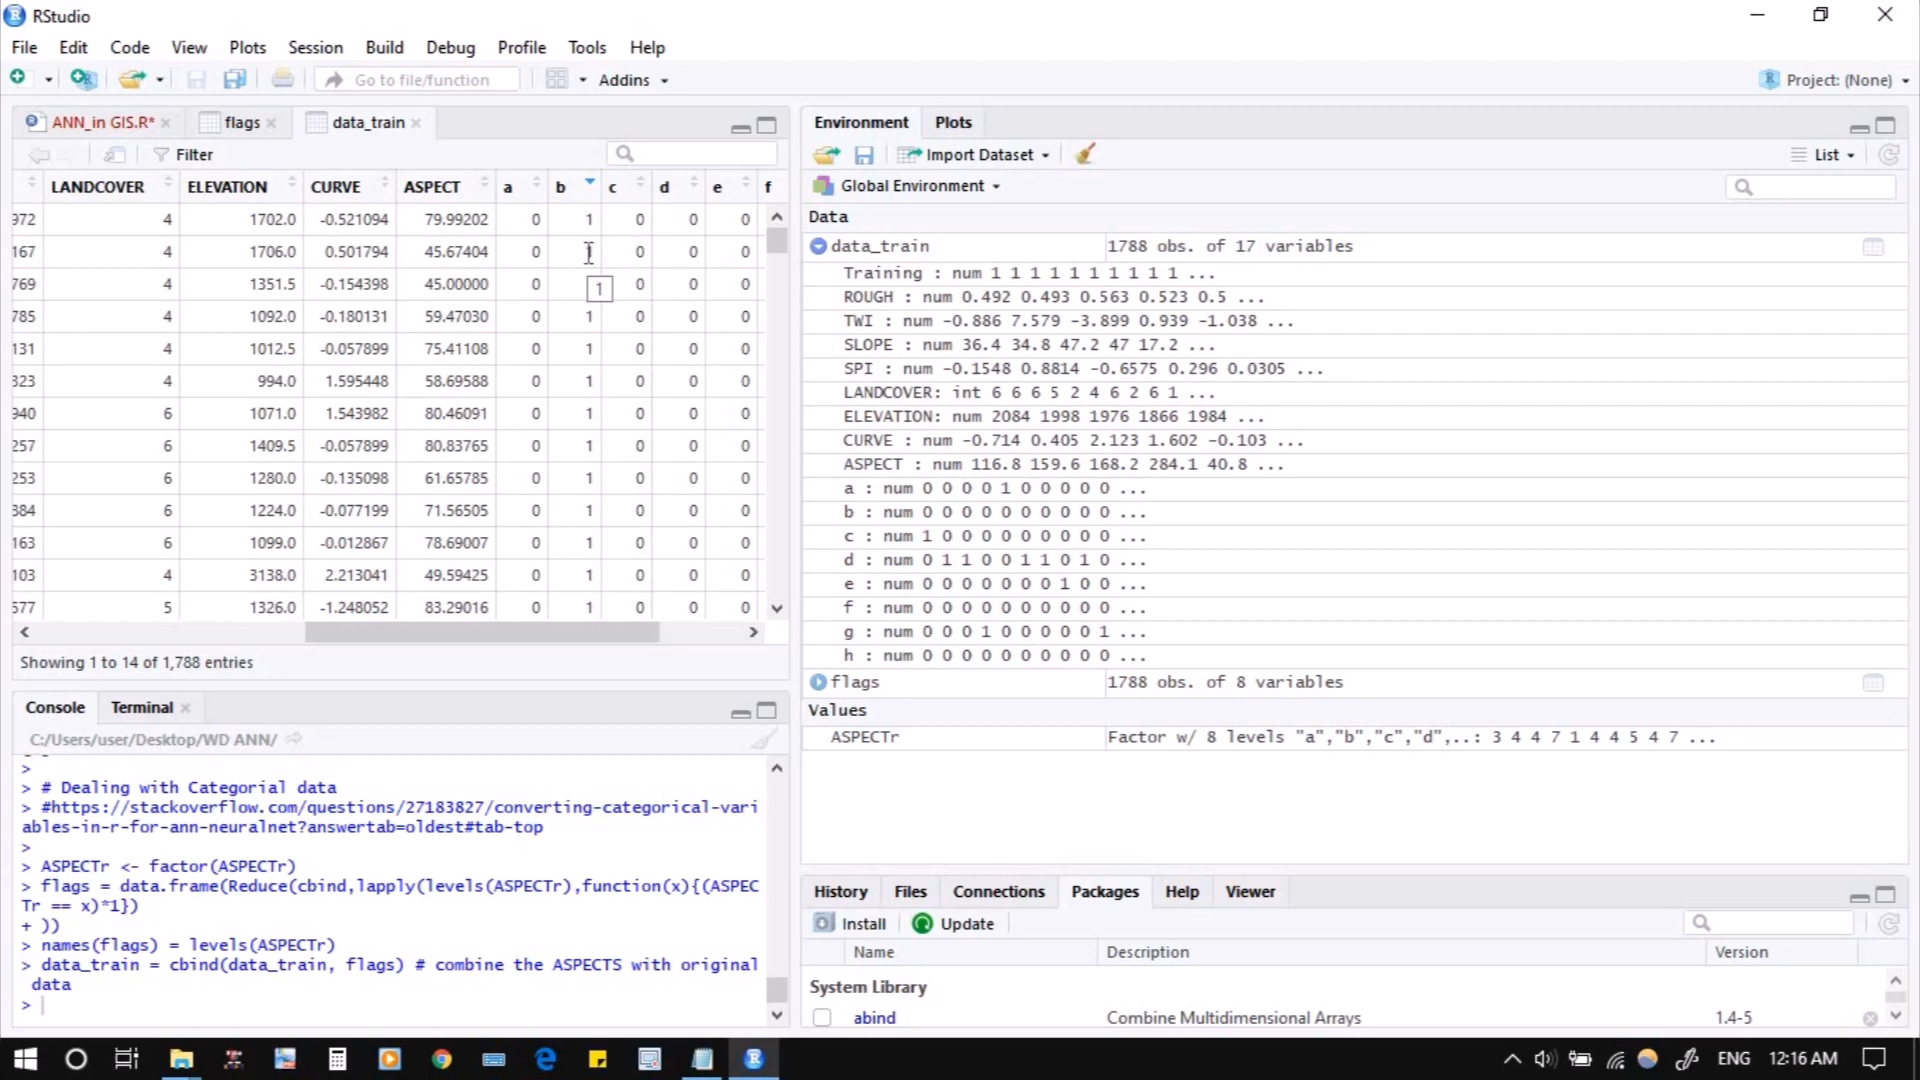 RStudio
File Edit Code View Plots Session Build Debug Profile Tools Help
Go to file/function Addins Project: (None)
ANN_in GIS.R* flags data_train
Filter
LANDCOVER ELEVATION CURVE ASPECT a b c d e f
972 4 1702.0 -0.521094 79.99202 0 1 0 0 0
167 4 1706.0 0.501794 45.67404 0 1 0 0 0
769 4 1351.5 -0.154398 45.00000 0 1 0 0 0
785 4 1092.0 -0.180131 59.47030 0 1 0 0 0
131 4 1012.5 -0.057899 75.41108 0 1 0 0 0
323 4 994.0 1.595448 58.69588 0 1 0 0 0
940 6 1071.0 1.543982 80.46091 0 1 0 0 0
257 6 1409.5 -0.057899 80.83765 0 1 0 0 0
253 6 1280.0 -0.135098 61.65785 0 1 0 0 0
384 6 1224.0 -0.077199 71.56505 0 1 0 0 0
163 6 1099.0 -0.012867 78.69007 0 1 0 0 0
103 4 3138.0 2.213041 49.59425 0 1 0 0 0
577 5 1326.0 -1.248052 83.29016 0 1 0 0 0
Showing 1 to 14 of 1,788 entries
Console Terminal
C:/Users/user/Desktop/WD ANN/
>
> # Dealing with Categorial data
> #https://stackoverflow.com/questions/27183827/converting-categorical-vari
ables-in-r-for-ann-neuralnet?answertab=oldest#tab-top
>
> ASPECTr <- factor(ASPECTr)
> flags = data.frame(Reduce(cbind,lapply(levels(ASPECTr),function(x){(ASPEC
Tr == x)*1})
+ ))
> names(flags) = levels(ASPECTr)
> data_train = cbind(data_train, flags) # combine the ASPECTS with original
data
>
Environment Plots
Import Dataset List
Global Environment
Data
data_train 1788 obs. of 17 variables
Training : num 1 1 1 1 1 1 1 1 1 1 ...
ROUGH : num 0.492 0.493 0.563 0.523 0.5 ...
TWI : num -0.886 7.579 -3.899 0.939 -1.038 ...
SLOPE : num 36.4 34.8 47.2 47 17.2 ...
SPI : num -0.1548 0.8814 -0.6575 0.296 0.0305 ...
LANDCOVER: int 6 6 6 5 2 4 6 2 6 1 ...
ELEVATION: num 2084 1998 1976 1866 1984 ...
CURVE : num -0.714 0.405 2.123 1.602 -0.103 ...
ASPECT : num 116.8 159.6 168.2 284.1 40.8 ...
a : num 0 0 0 0 1 0 0 0 0 0 ...
b : num 0 0 0 0 0 0 0 0 0 0 ...
c : num 1 0 0 0 0 0 0 0 0 0 ...
d : num 0 1 1 0 0 1 1 0 1 0 ...
e : num 0 0 0 0 0 0 0 1 0 0 ...
f : num 0 0 0 0 0 0 0 0 0 0 ...
g : num 0 0 0 1 0 0 0 0 0 1 ...
h : num 0 0 0 0 0 0 0 0 0 0 ...
flags 1788 obs. of 8 variables
Values
ASPECTr Factor w/ 8 levels "a","b","c","d",..: 3 4 4 7 1 4 4 5 4 7 ...
History Files Connections Packages Help Viewer
Install Update
Name Description Version
System Library
abind Combine Multidimensional Arrays 1.4-5
ENG 12:16 AM